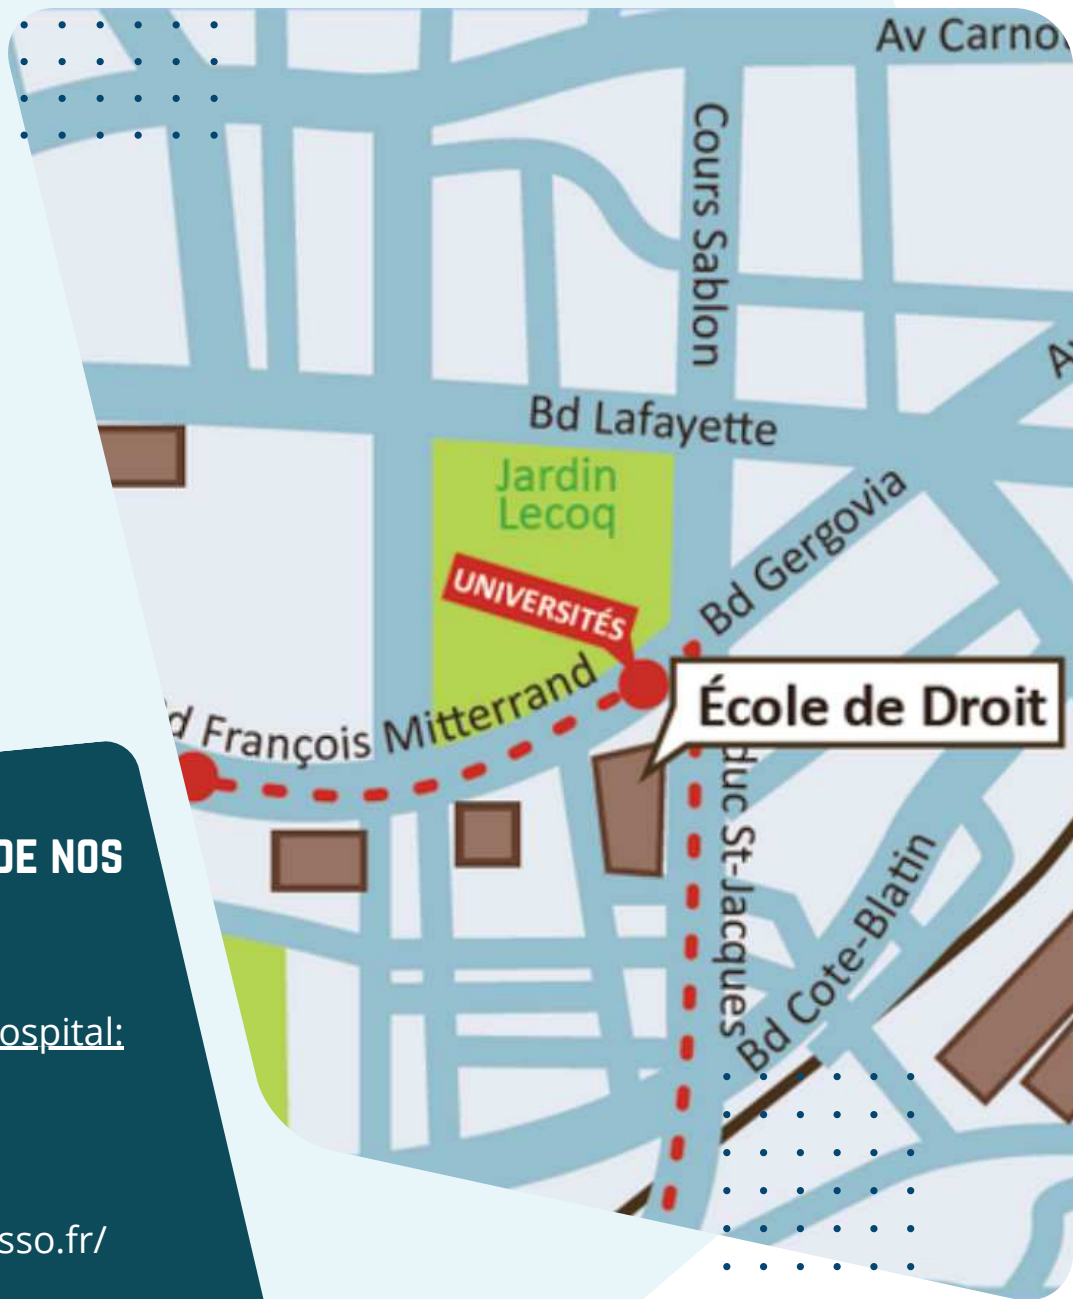 Av Carno
Cours Sablon
Bd Lafayette
Jardin
Lecoq
Bd Gergovia
UNIVERSITÉS
d François Mitterrand
École de Droit
duc St-Jacques
Bd Cote-Blatin
DE NOS
ospital:
sso.fr/